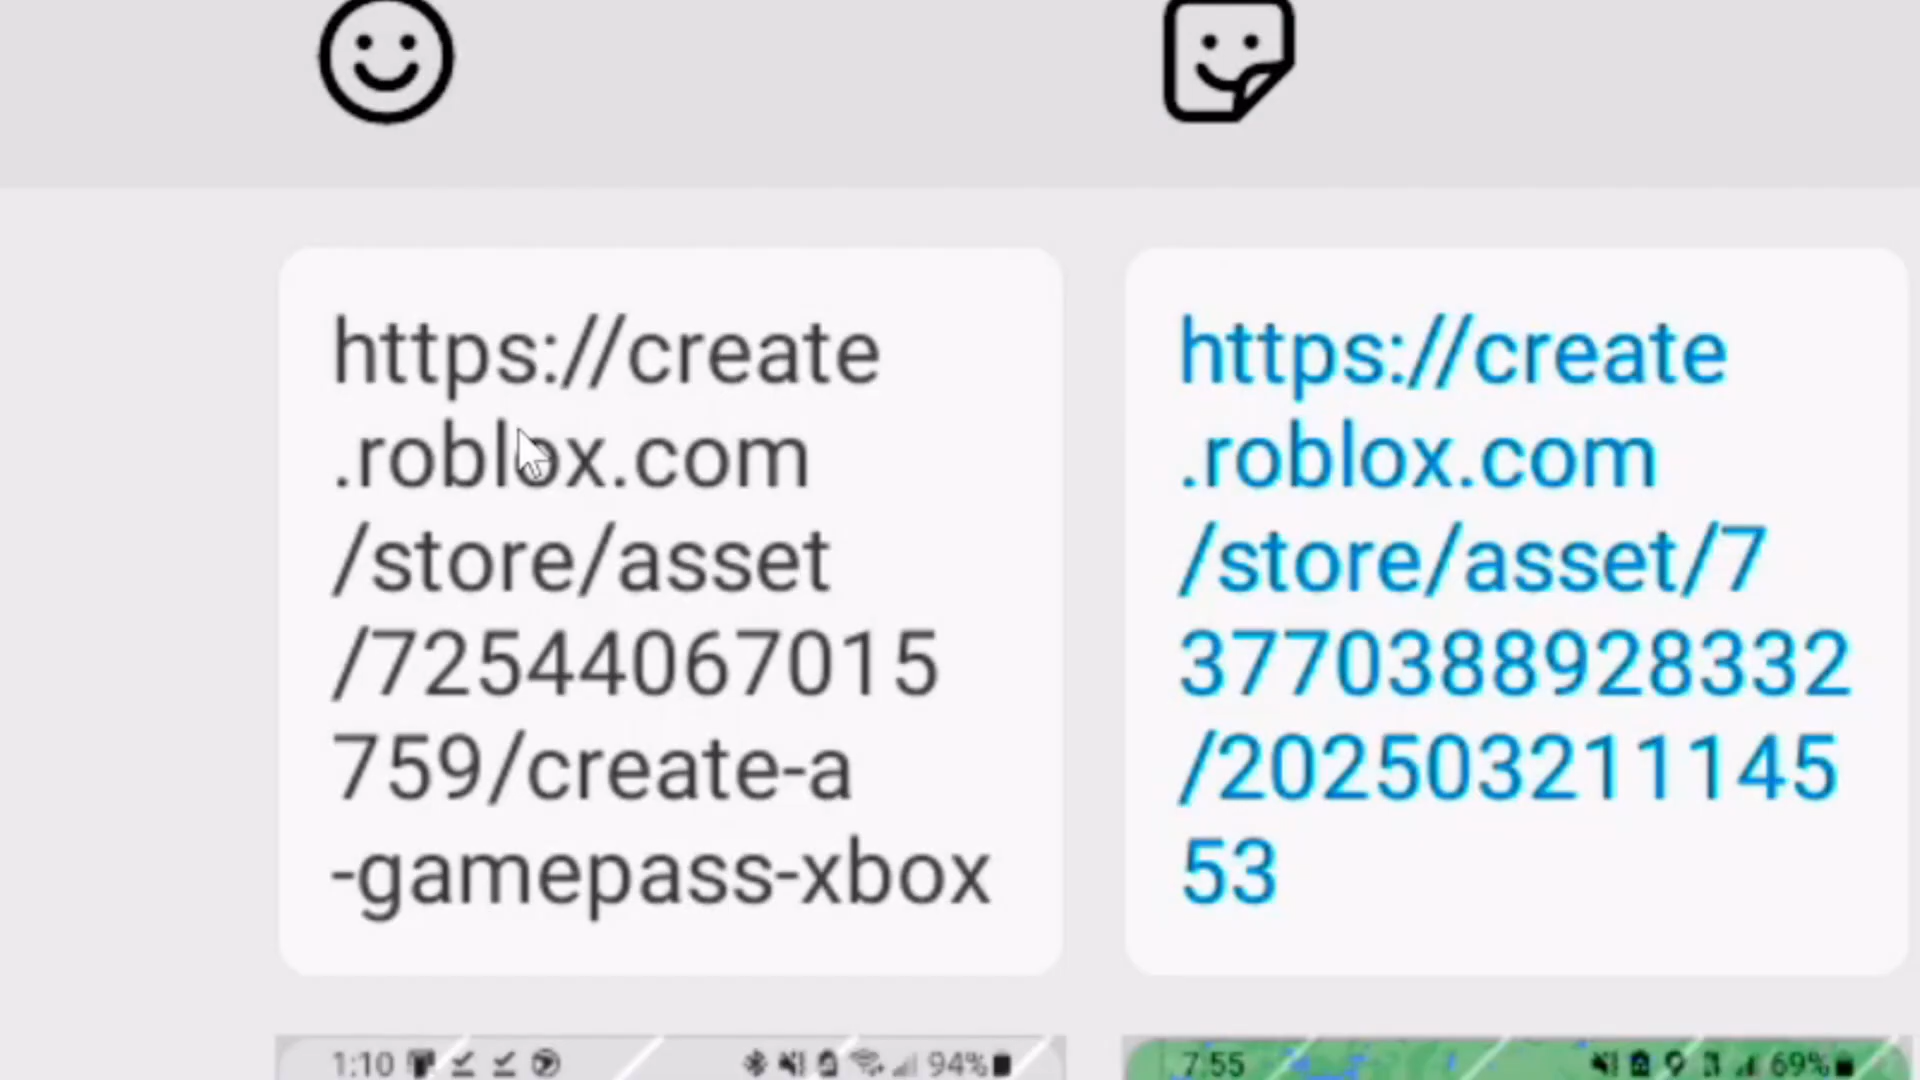 https://create
.roblox.com
/store/asset
/72544067015
759/create-a
-gamepass-xbox
https://create
.roblox.com
/store/asset/7
3770388928332
/202503211145
53
1:10 94%
7:55 69%